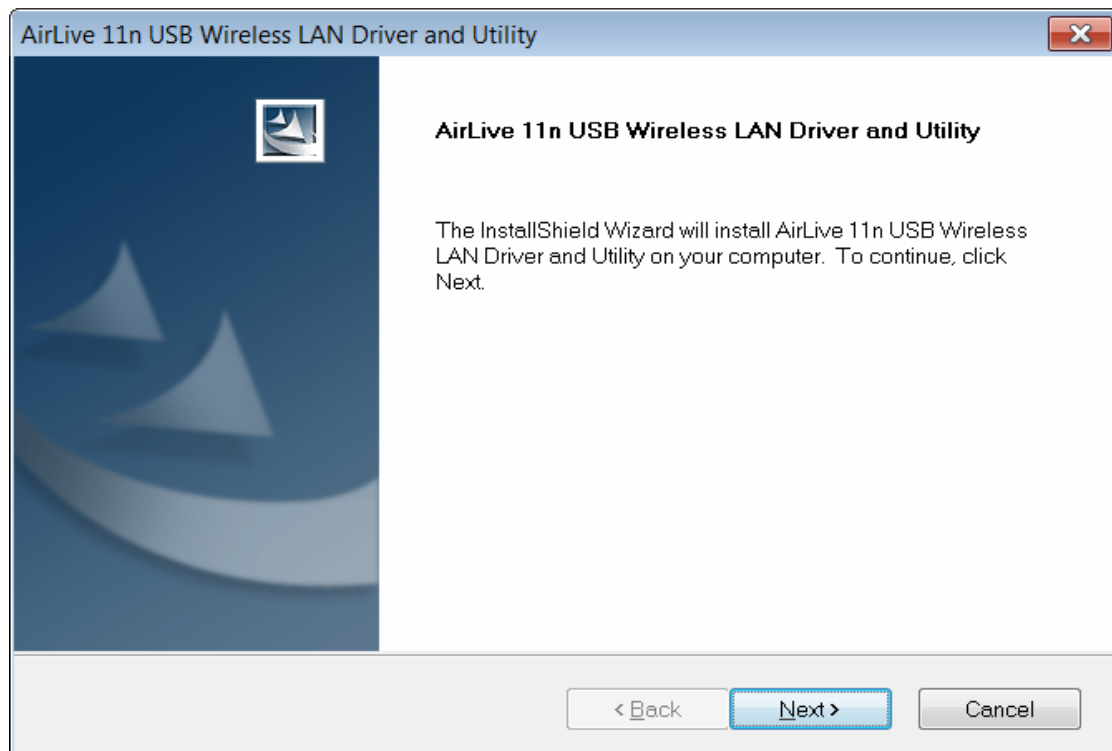 AirLive 11n USB Wireless LAN Driver and Utility
AirLive 11n USB Wireless LAN Driver and Utility
The InstallShield Wizard will install AirLive 11n USB Wireless
LAN Driver and Utility on your computer.  To continue, click
Next.
< Back
Next >
Cancel